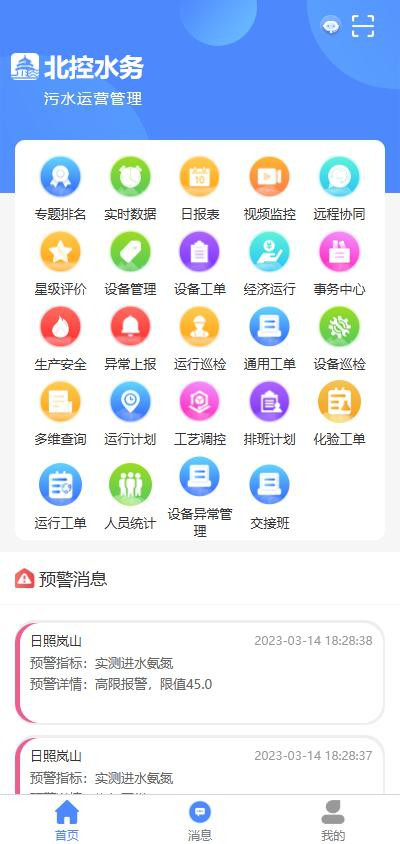 北控水务
污水运营管理
10
专题排名 实时数据 日报表 视频监控 远程协同
星级评价 设备管理 设备工单 经济运行 事务中心
生产安全 异常上报 运行巡检 通用工单 设备巡检
多维查询 运行计划 工艺调控 排班计划 化验工单
运行工单 人员统计 设备异常管理 交接班
预警消息
日照岚山 2023-03-14 18:28:38
预警指标：实测进水氨氮
预警详情：高限报警，限值45.0
日照岚山 2023-03-14 18:28:37
预警指标：实测进水氨氮
首页 消息 我的